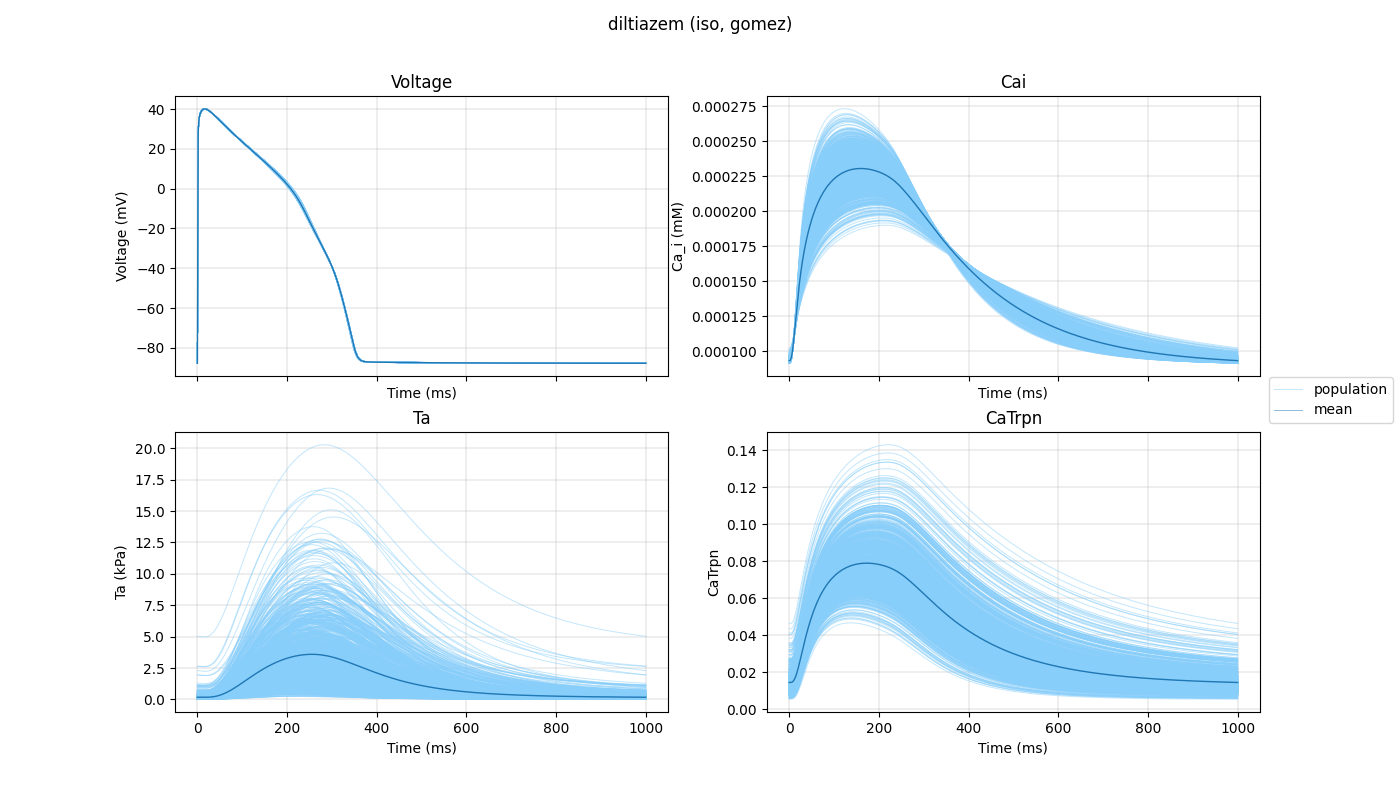 diltiazem (iso, gomez)
Voltage
Voltage (mV)
40
20
0
−20
−40
−60
−80
Time (ms)
Cai
Ca_i (mM)
0.000275
0.000250
0.000225
0.000200
0.000175
0.000150
0.000125
0.000100
Time (ms)
population
mean
Ta
Ta (kPa)
20.0
17.5
15.0
12.5
10.0
7.5
5.0
2.5
0.0
0 200 400 600 800 1000
Time (ms)
CaTrpn
CaTrpn
0.14
0.12
0.10
0.08
0.06
0.04
0.02
0.00
0 200 400 600 800 1000
Time (ms)